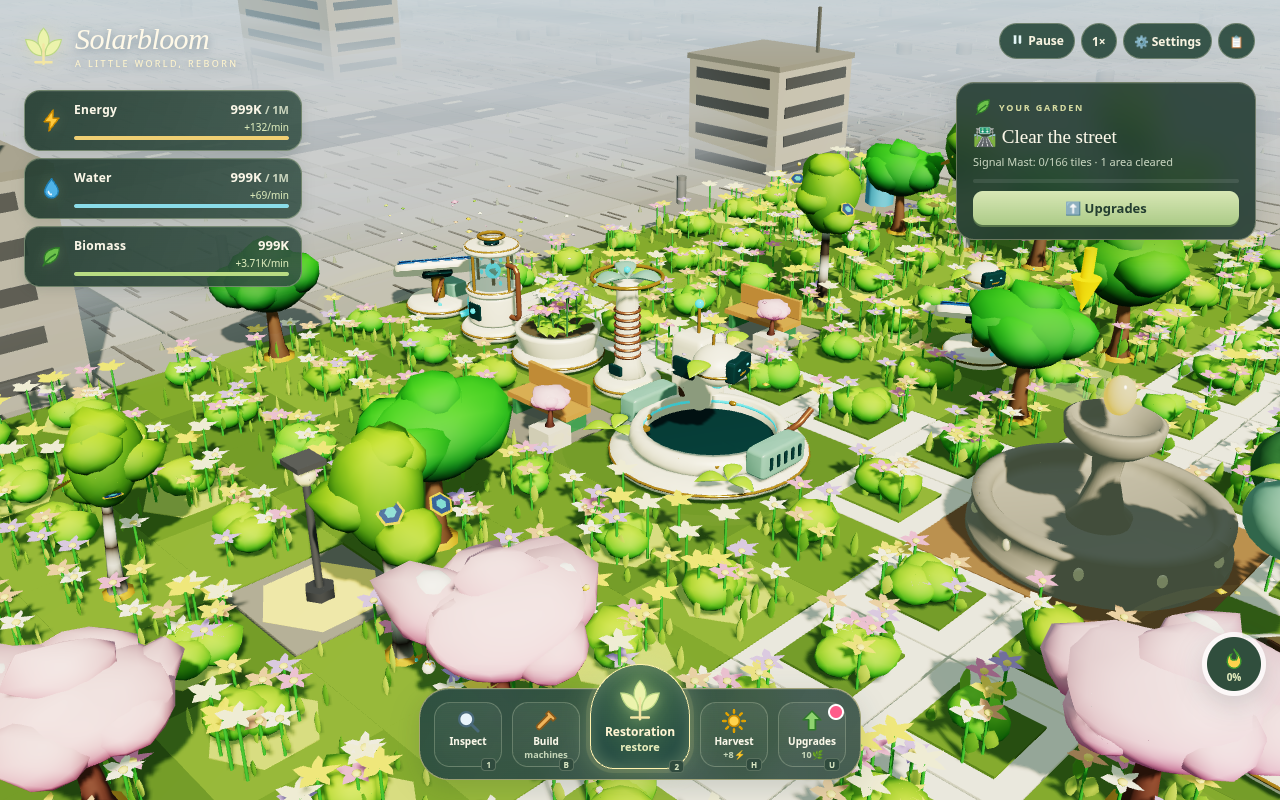 Solarbloom
A LITTLE WORLD, REBORN
Energy 999K / 1M
+132/min
Water 999K / 1M
+69/min
Biomass 999K
+3.71K/min
Pause 1× Settings
YOUR GARDEN
Clear the street
Signal Mast: 0/166 tiles · 1 area cleared
Upgrades
0%
Inspect
1
Build
machines
B
Restoration
restore
2
Harvest
+8
H
Upgrades
10
U